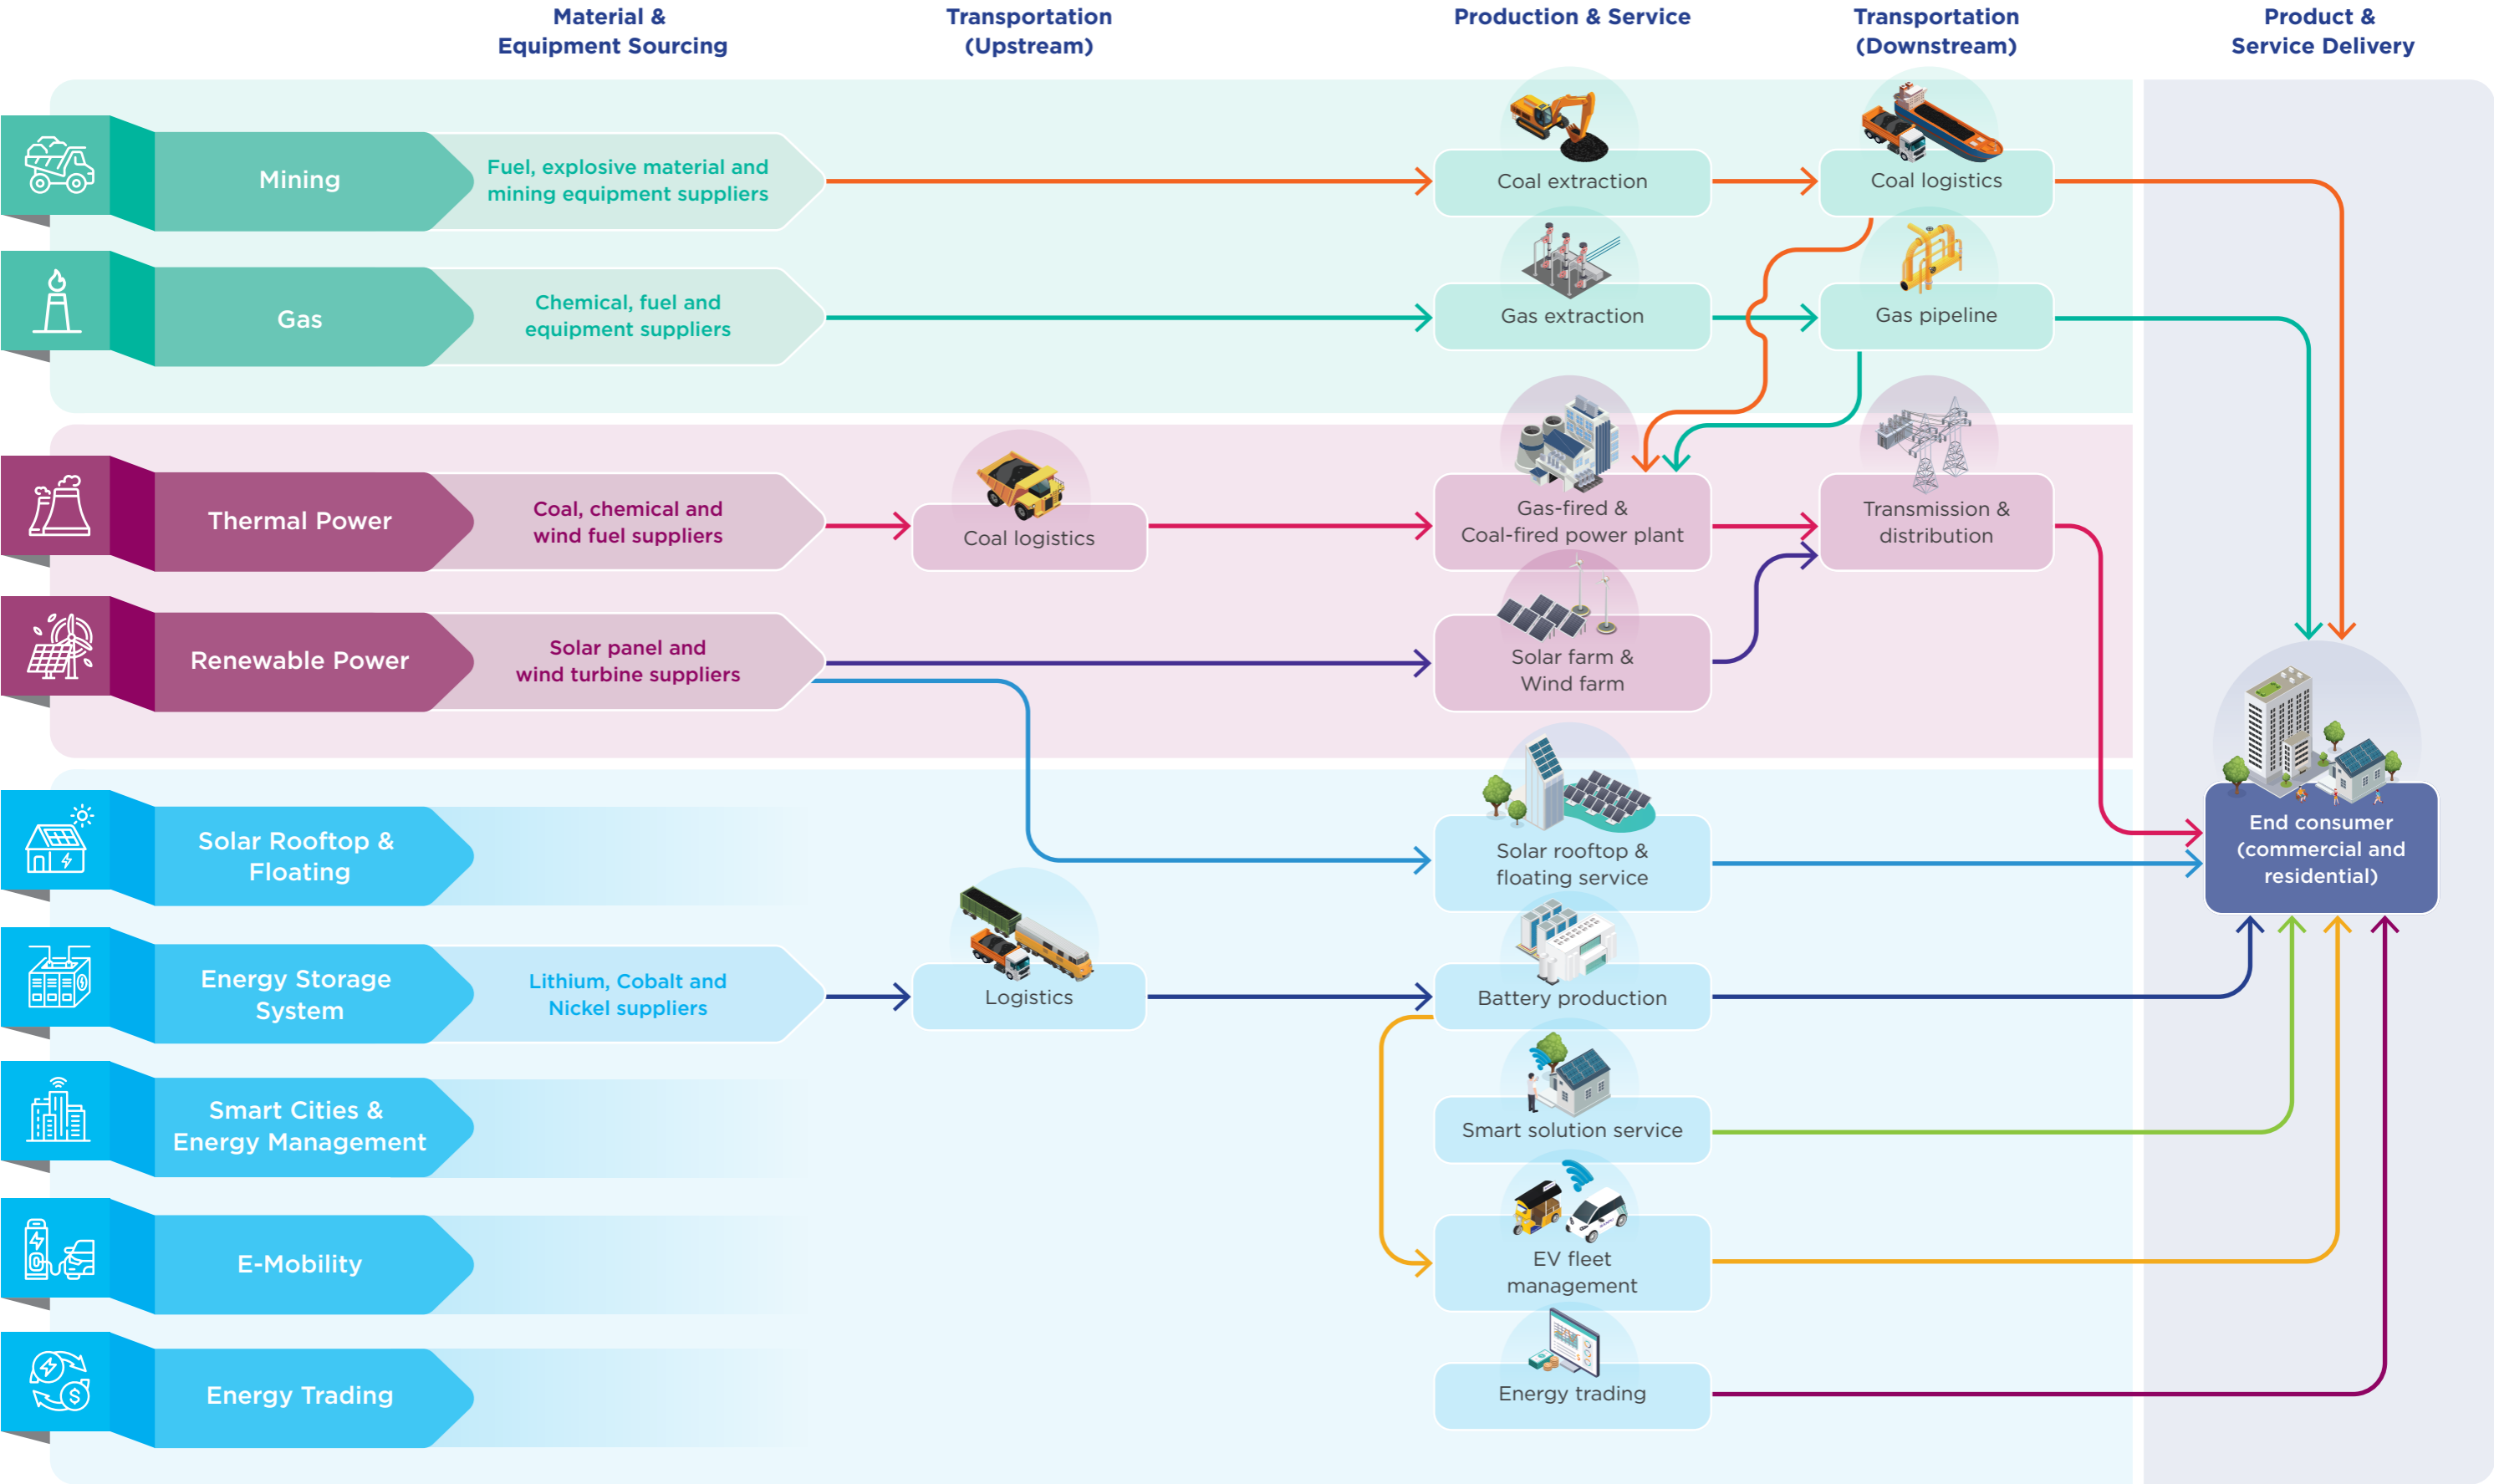 Material &
Equipment Sourcing
Transportation
(Upstream)
Production & Service
Transportation
(Downstream)
Product &
Service Delivery
Mining
Fuel, explosive material and
mining equipment suppliers
Coal extraction
Coal logistics
Gas
Chemical, fuel and
equipment suppliers
Gas extraction
Gas pipeline
Thermal Power
Coal, chemical and
wind fuel suppliers
Coal logistics
Gas-fired &
Coal-fired power plant
Transmission &
distribution
Renewable Power
Solar panel and
wind turbine suppliers
Solar farm &
Wind farm
Solar Rooftop &
Floating
Solar rooftop &
floating service
End consumer
(commercial and
residential)
Energy Storage
System
Lithium, Cobalt and
Nickel suppliers
Logistics
Battery production
Smart Cities &
Energy Management
Smart solution service
E-Mobility
EV fleet
management
Energy Trading
Energy trading